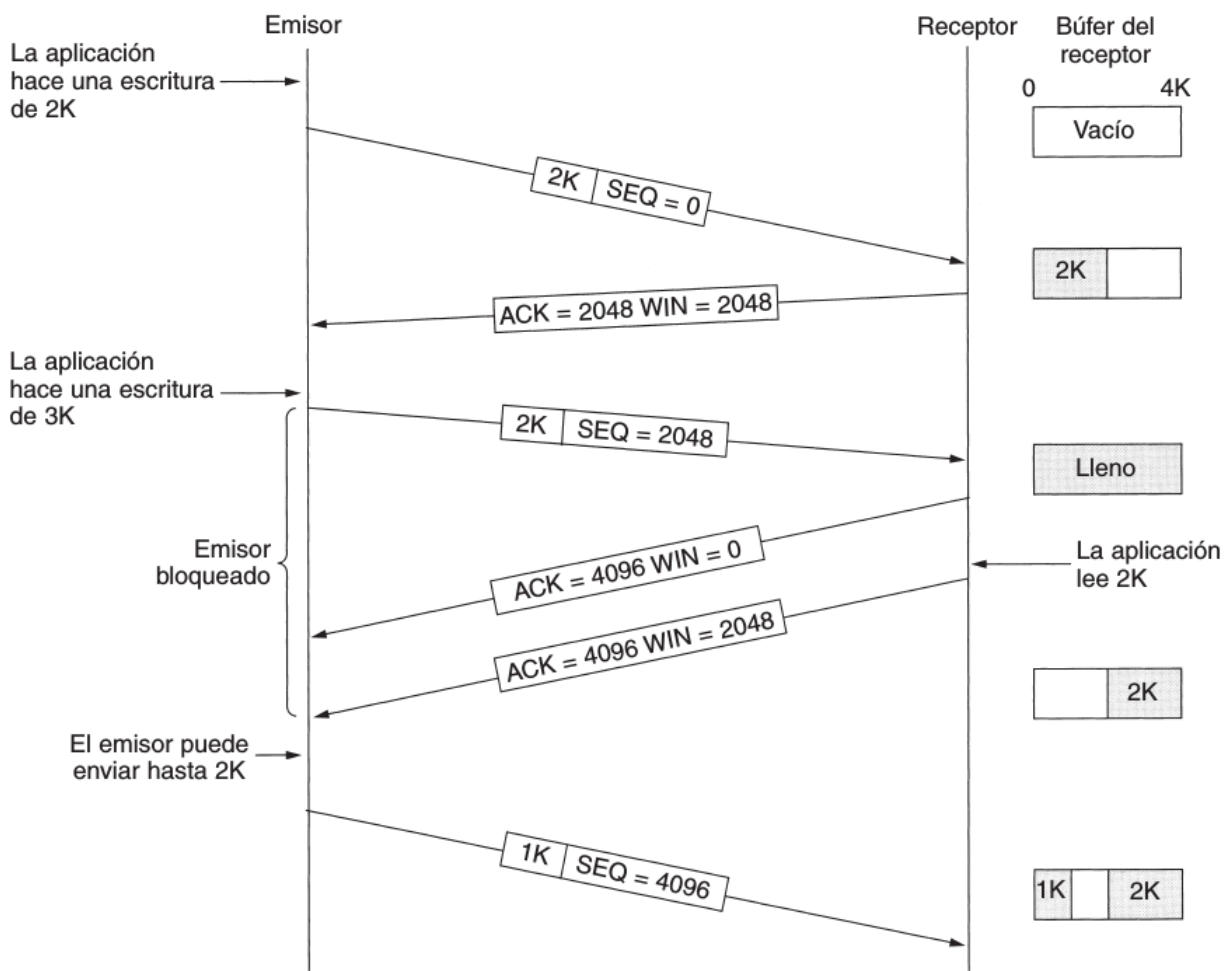 Emisor
Receptor
Búfer del
receptor
La aplicación
hace una escritura
de 2K
0
4K
Vacío
2K
SEQ = 0
2K
ACK = 2048 WIN = 2048
La aplicación
hace una escritura
de 3K
2K
SEQ = 2048
Lleno
Emisor
bloqueado
ACK = 4096 WIN = 0
La aplicación
lee 2K
ACK = 4096 WIN = 2048
2K
El emisor puede
enviar hasta 2K
1K
SEQ = 4096
1K
2K